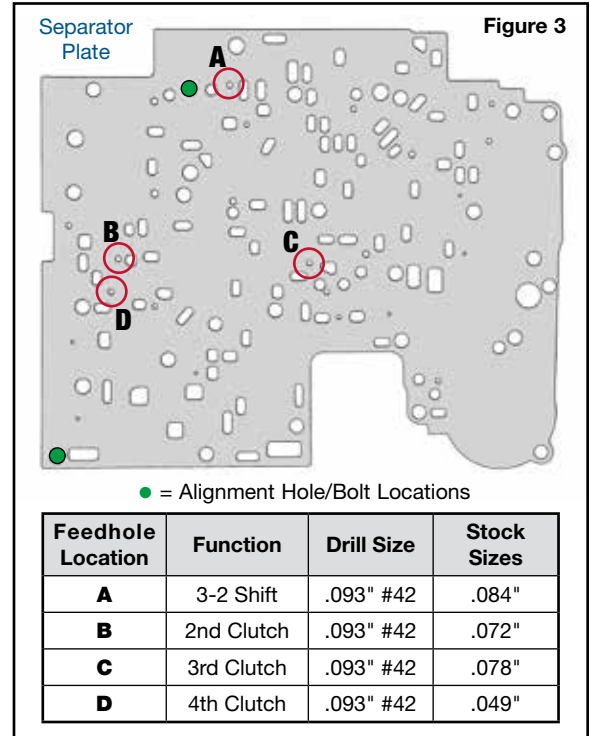 Separator
Plate
Figure 3
A
B
C
D
= Alignment Hole/Bolt Locations
Feedhole Location Function Drill Size Stock Sizes
A 3-2 Shift .093" #42 .084"
B 2nd Clutch .093" #42 .072"
C 3rd Clutch .093" #42 .078"
D 4th Clutch .093" #42 .049"